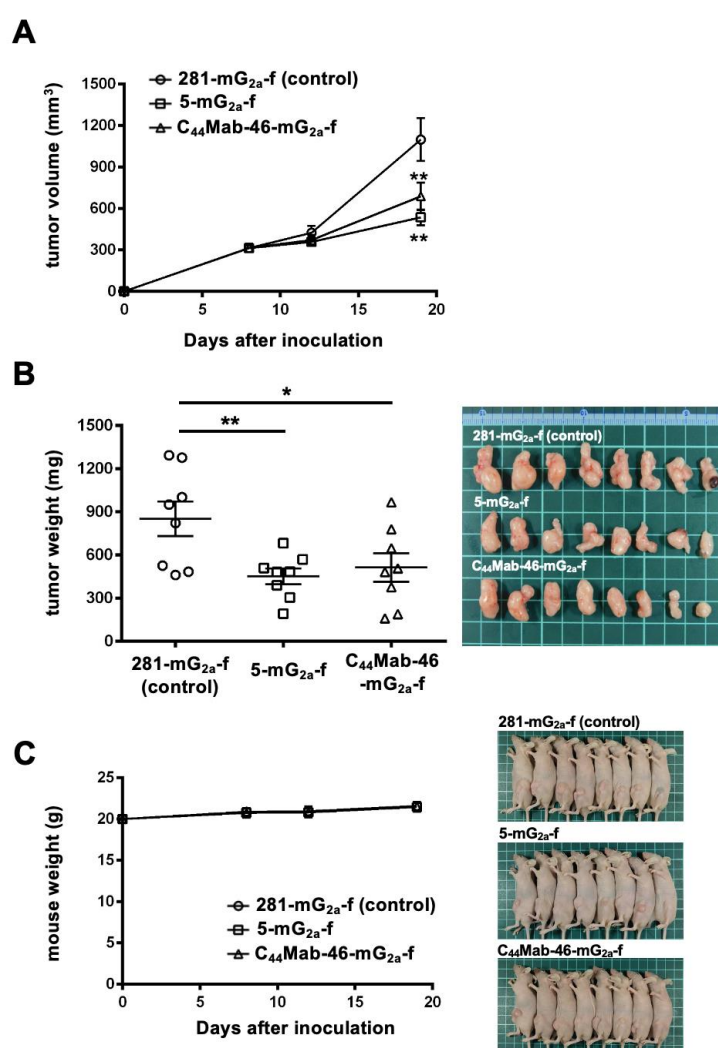 A
1500
1200
900
600
300
0
tumor volume (mm³)
281-mG₂ₐ-f (control)
5-mG₂ₐ-f
C₄₄Mab-46-mG₂ₐ-f
**
**
0 5 10 15 20
Days after inoculation
B
*
**
1500
1200
900
600
300
0
tumor weight (mg)
281-mG₂ₐ-f
(control)
5-mG₂ₐ-f
C₄₄Mab-46
-mG₂ₐ-f
281-mG₂ₐ-f (control)
5-mG₂ₐ-f
C₄₄Mab-46-mG₂ₐ-f
C
25
20
15
10
5
0
mouse weight (g)
281-mG₂ₐ-f (control)
5-mG₂ₐ-f
C₄₄Mab-46-mG₂ₐ-f
0 5 10 15 20
Days after inoculation
281-mG₂ₐ-f (control)
5-mG₂ₐ-f
C₄₄Mab-46-mG₂ₐ-f